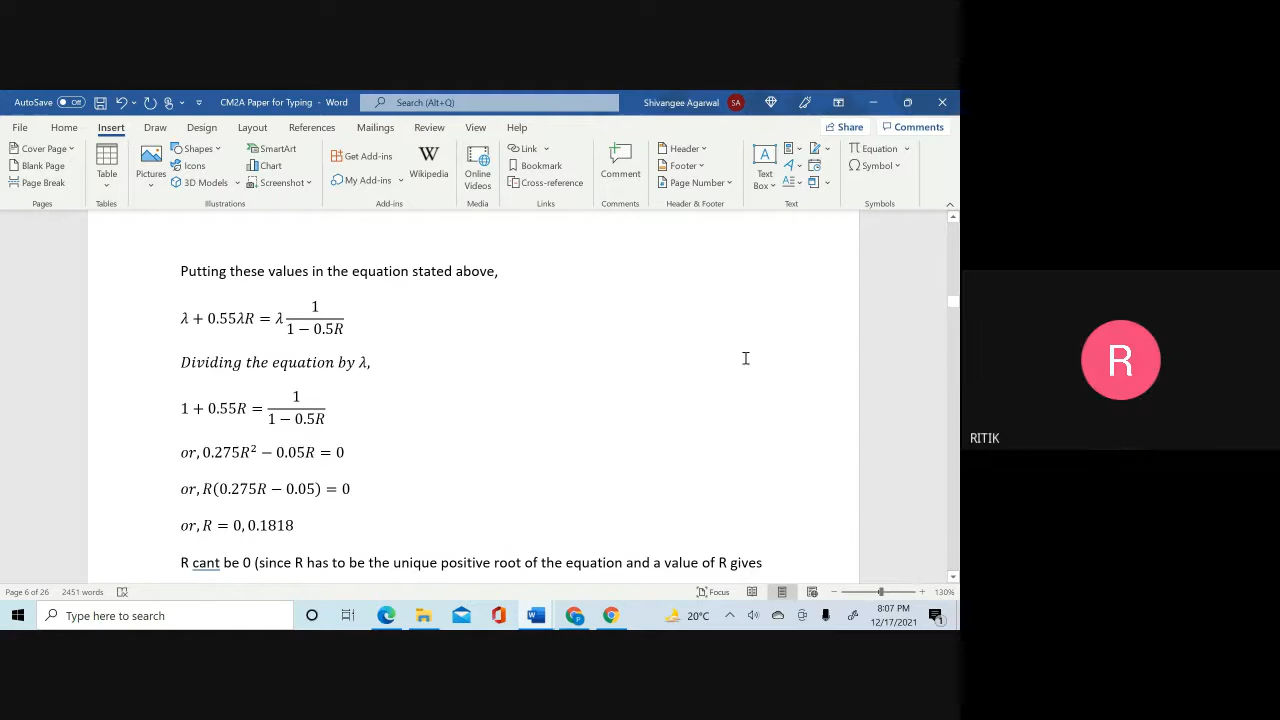 AutoSave Off CM2A Paper for Typing - Word Search (Alt+Q) Shivangee Agarwal SA
File Home Insert Draw Design Layout References Mailings Review View Help Share Comments
Cover Page Blank Page Page Break Pages
Table Tables
Pictures Shapes Icons 3D Models SmartArt Chart Screenshot Illustrations
Get Add-ins My Add-ins Wikipedia Add-ins
Online Videos Media
Link Bookmark Cross-reference Links
Comment Comments
Header Footer Page Number Header & Footer
Text Box Text
Equation Symbol Symbols
Putting these values in the equation stated above,
λ + 0.55λR = λ 1/(1 − 0.5R)
Dividing the equation by λ,
1 + 0.55R = 1/(1 − 0.5R)
or, 0.275R² − 0.05R = 0
or, R(0.275R − 0.05) = 0
or, R = 0, 0.1818
R cant be 0 (since R has to be the unique positive root of the equation and a value of R gives
Page 6 of 26 2451 words Focus 130%
Type here to search 20°C 8:07 PM
12/17/2021 1
R
RITIK